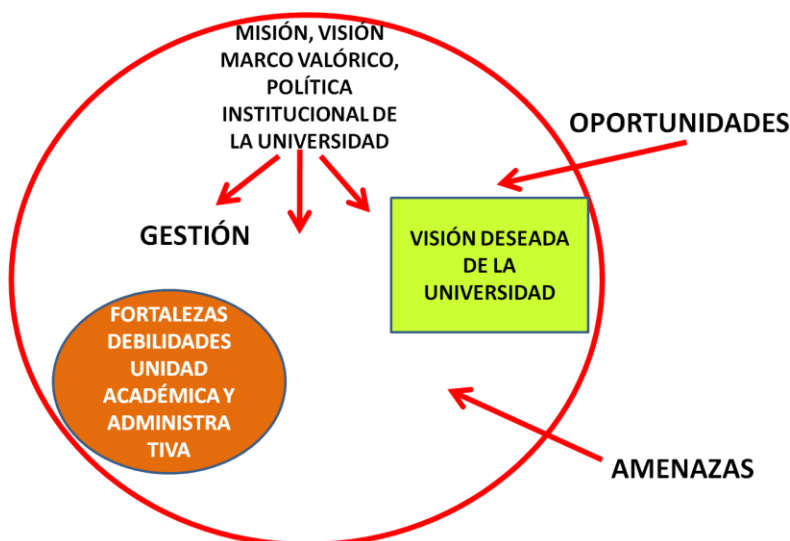 MISIÓN, VISIÓN
MARCO VALÓRICO,
POLÍTICA
INSTITUCIONAL DE
LA UNIVERSIDAD
OPORTUNIDADES
GESTIÓN
VISIÓN DESEADA
DE LA
UNIVERSIDAD
FORTALEZAS
DEBILIDADES
UNIDAD
ACADÉMICA Y
ADMINISTRA
TIVA
AMENAZAS